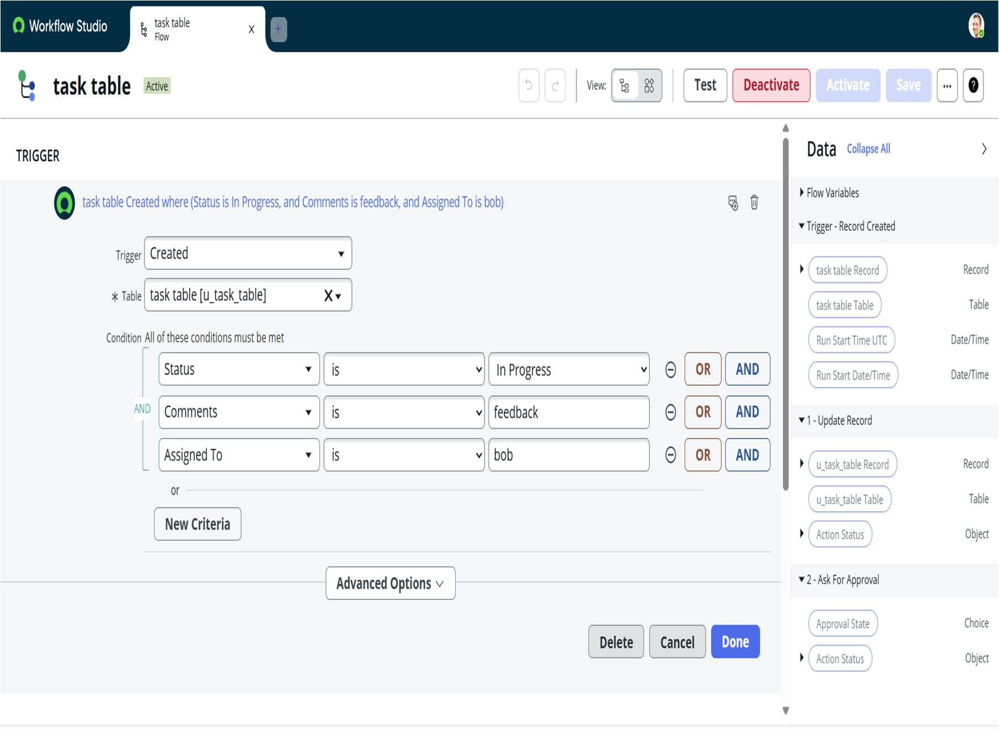 Workflow Studio
task table
Flow
X
+
task table Active
View:
Test
Deactivate
Activate
Save
...
?
TRIGGER
task table Created where (Status is In Progress, and Comments is feedback, and Assigned To is bob)
Trigger Created
* Table task table [u_task_table] X
Condition All of these conditions must be met
Status is In Progress OR AND
AND
Comments is feedback OR AND
Assigned To is bob OR AND
or
New Criteria
Advanced Options
Delete Cancel Done
Data Collapse All
Flow Variables
Trigger - Record Created
task table Record Record
task table Table Table
Run Start Time UTC Date/Time
Run Start Date/Time Date/Time
1 - Update Record
u_task_table Record Record
u_task_table Table Table
Action Status Object
2 - Ask For Approval
Approval State Choice
Action Status Object